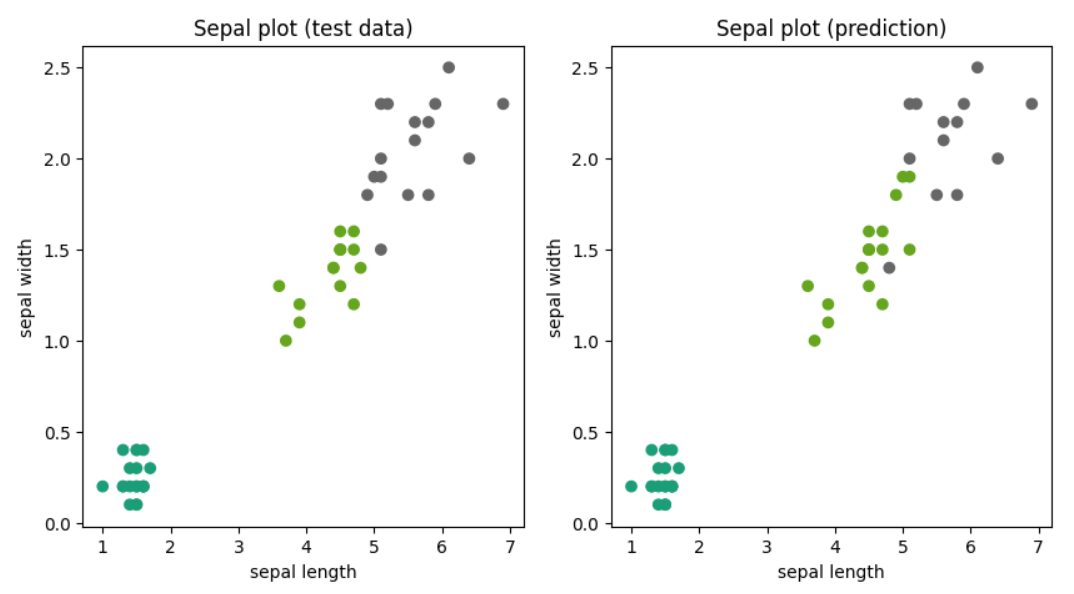 Sepal plot (test data)
sepal width
2.5
2.0
1.5
1.0
0.5
0.0
1 2 3 4 5 6 7
sepal length
Sepal plot (prediction)
sepal width
2.5
2.0
1.5
1.0
0.5
0.0
1 2 3 4 5 6 7
sepal length